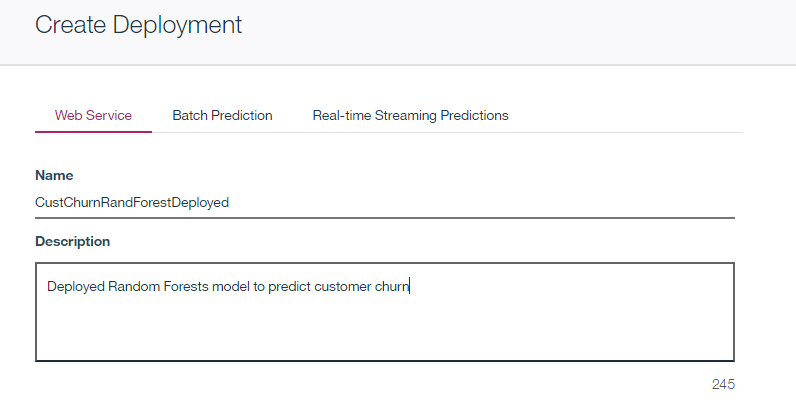 Create Deployment
Web Service Batch Prediction Real-time Streaming Predictions
Name
CustChurnRandForestDeployed
Description
Deployed Random Forests model to predict customer churn
245